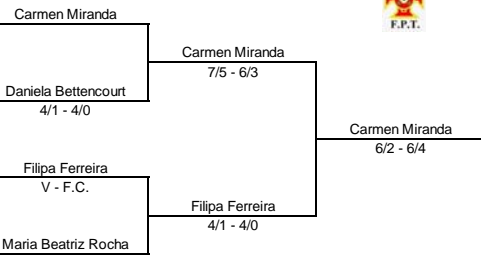 F.P.T.
Carmen Miranda
Carmen Miranda
7/5 - 6/3
Daniela Bettencourt
4/1 - 4/0
Carmen Miranda
6/2 - 6/4
Filipa Ferreira
V - F.C.
Filipa Ferreira
4/1 - 4/0
Maria Beatriz Rocha